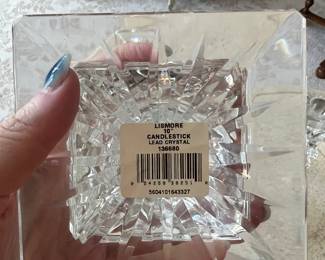 LISMORE
10"
CANDLESTICK
LEAD CRYSTAL
136680
5604101643327